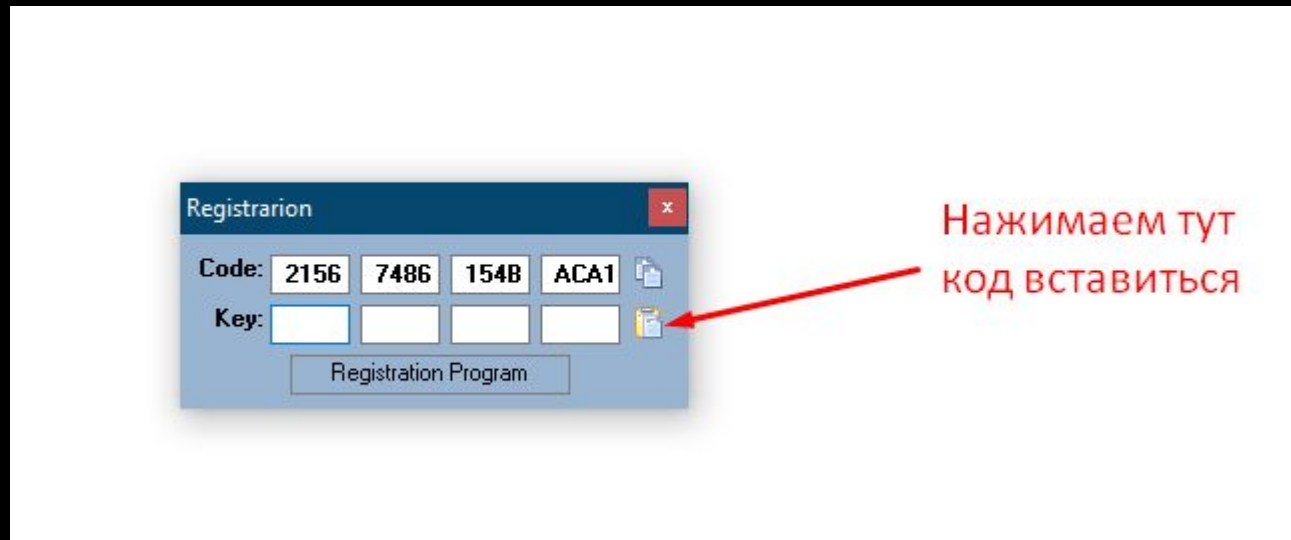 Registrarion x
Code: 2156 7486 154B ACA1
Key:
Registration Program
Нажимаем тут
код вставиться